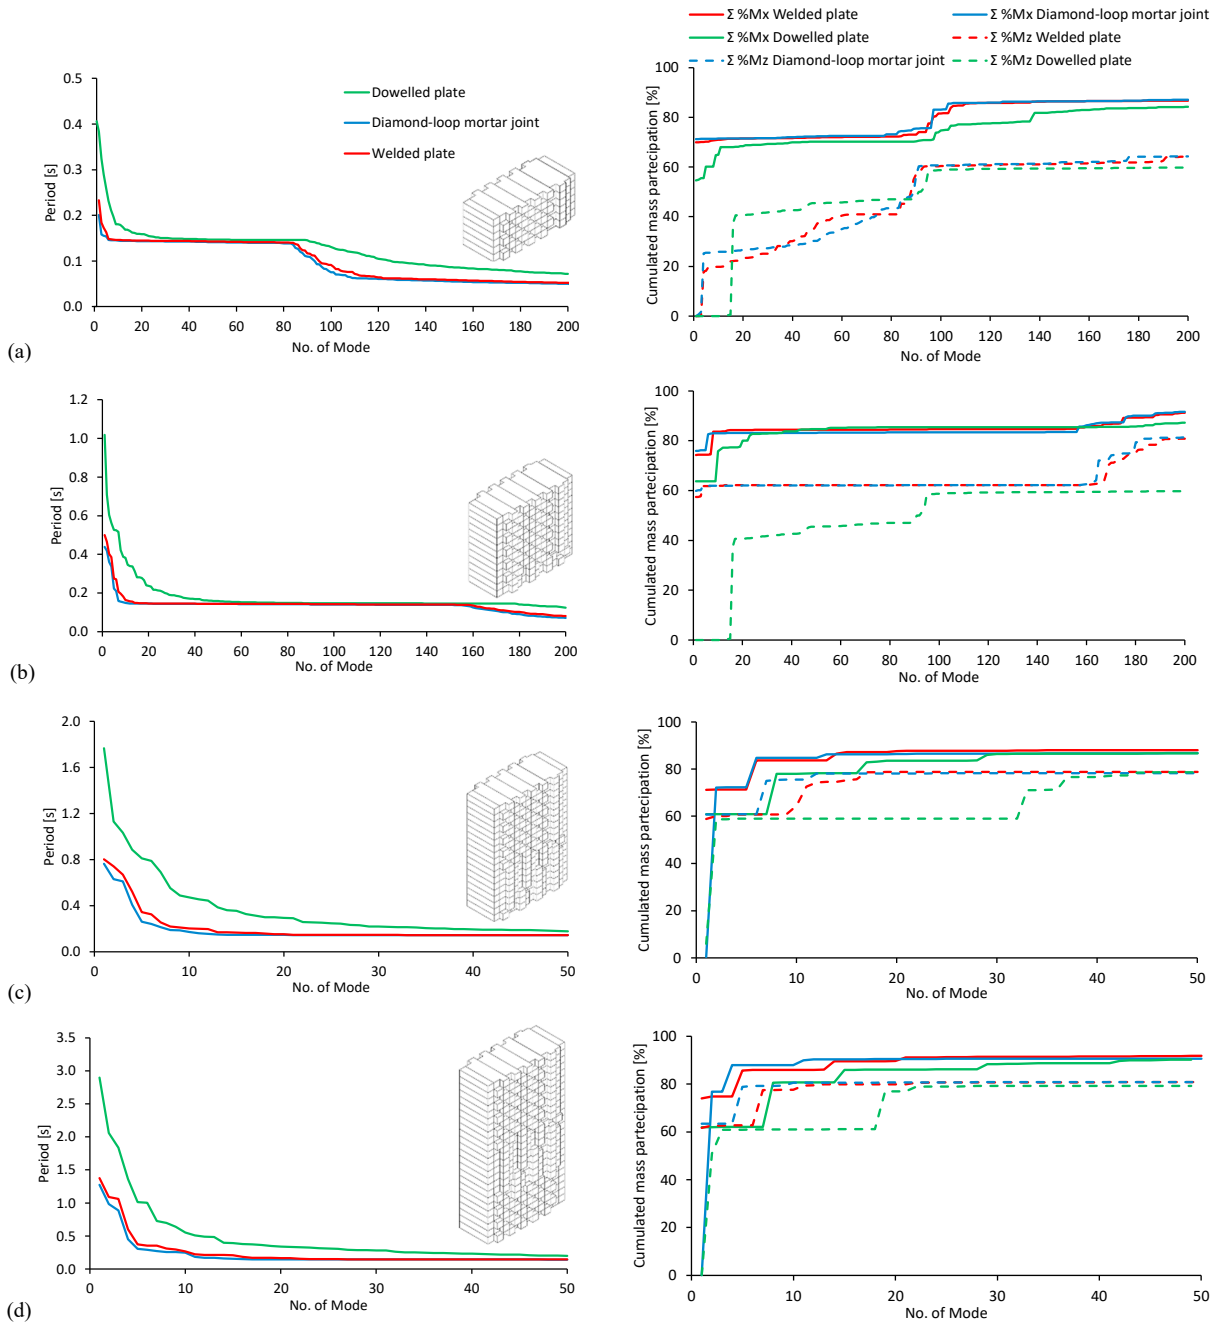 Σ %Mx Welded plate
Σ %Mx Diamond-loop mortar joint
Σ %Mx Dowelled plate
Σ %Mz Welded plate
Σ %Mz Diamond-loop mortar joint
Σ %Mz Dowelled plate
0.5
0.4
0.3
0.2
0.1
0.0
Period [s]
Dowelled plate
Diamond-loop mortar joint
Welded plate
0 20 40 60 80 100 120 140 160 180 200
No. of Mode
100
80
60
40
20
0
Cumulated mass partecipation [%]
0 20 40 60 80 100 120 140 160 180 200
No. of Mode
(a)
1.2
1.0
0.8
0.6
0.4
0.2
0.0
Period [s]
0 20 40 60 80 100 120 140 160 180 200
No. of Mode
100
80
60
40
20
0
Cumulated mass partecipation [%]
0 20 40 60 80 100 120 140 160 180 200
No. of Mode
(b)
2.0
1.6
1.2
0.8
0.4
0.0
Period [s]
0 10 20 30 40 50
No. of Mode
100
80
60
40
20
0
Cumulated mass partecipation [%]
0 10 20 30 40 50
No. of Mode
(c)
3.5
3.0
2.5
2.0
1.5
1.0
0.5
0.0
Period [s]
0 10 20 30 40 50
No. of Mode
100
80
60
40
20
0
Cumulated mass partecipation [%]
0 10 20 30 40 50
No. of Mode
(d)